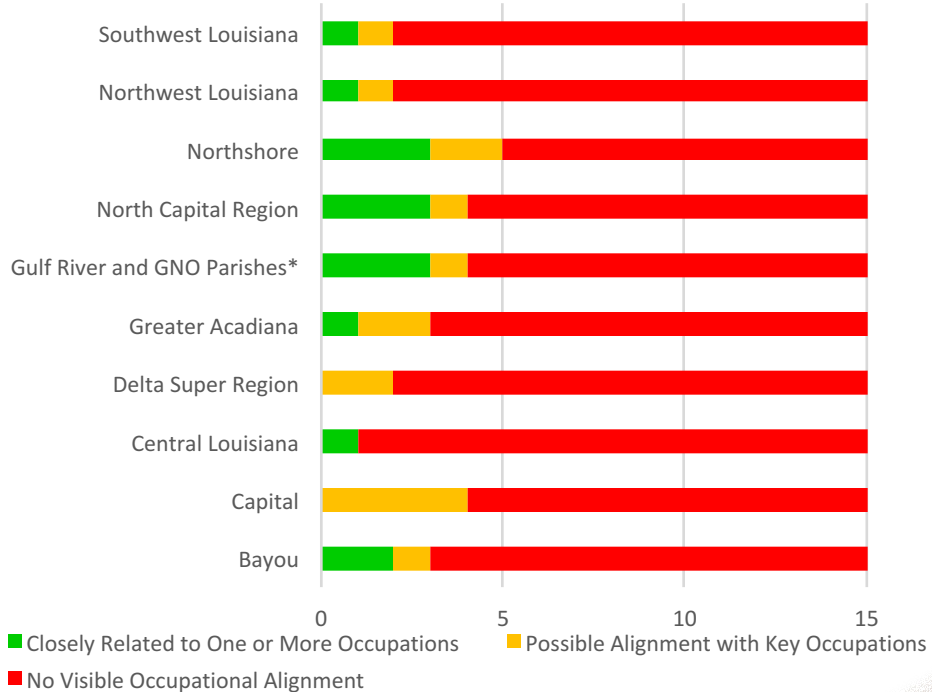 Southwest Louisiana
Northwest Louisiana
Northshore
North Capital Region
Gulf River and GNO Parishes*
Greater Acadiana
Delta Super Region
Central Louisiana
Capital
Bayou
0 5 10 15
Closely Related to One or More Occupations Possible Alignment with Key Occupations
No Visible Occupational Alignment